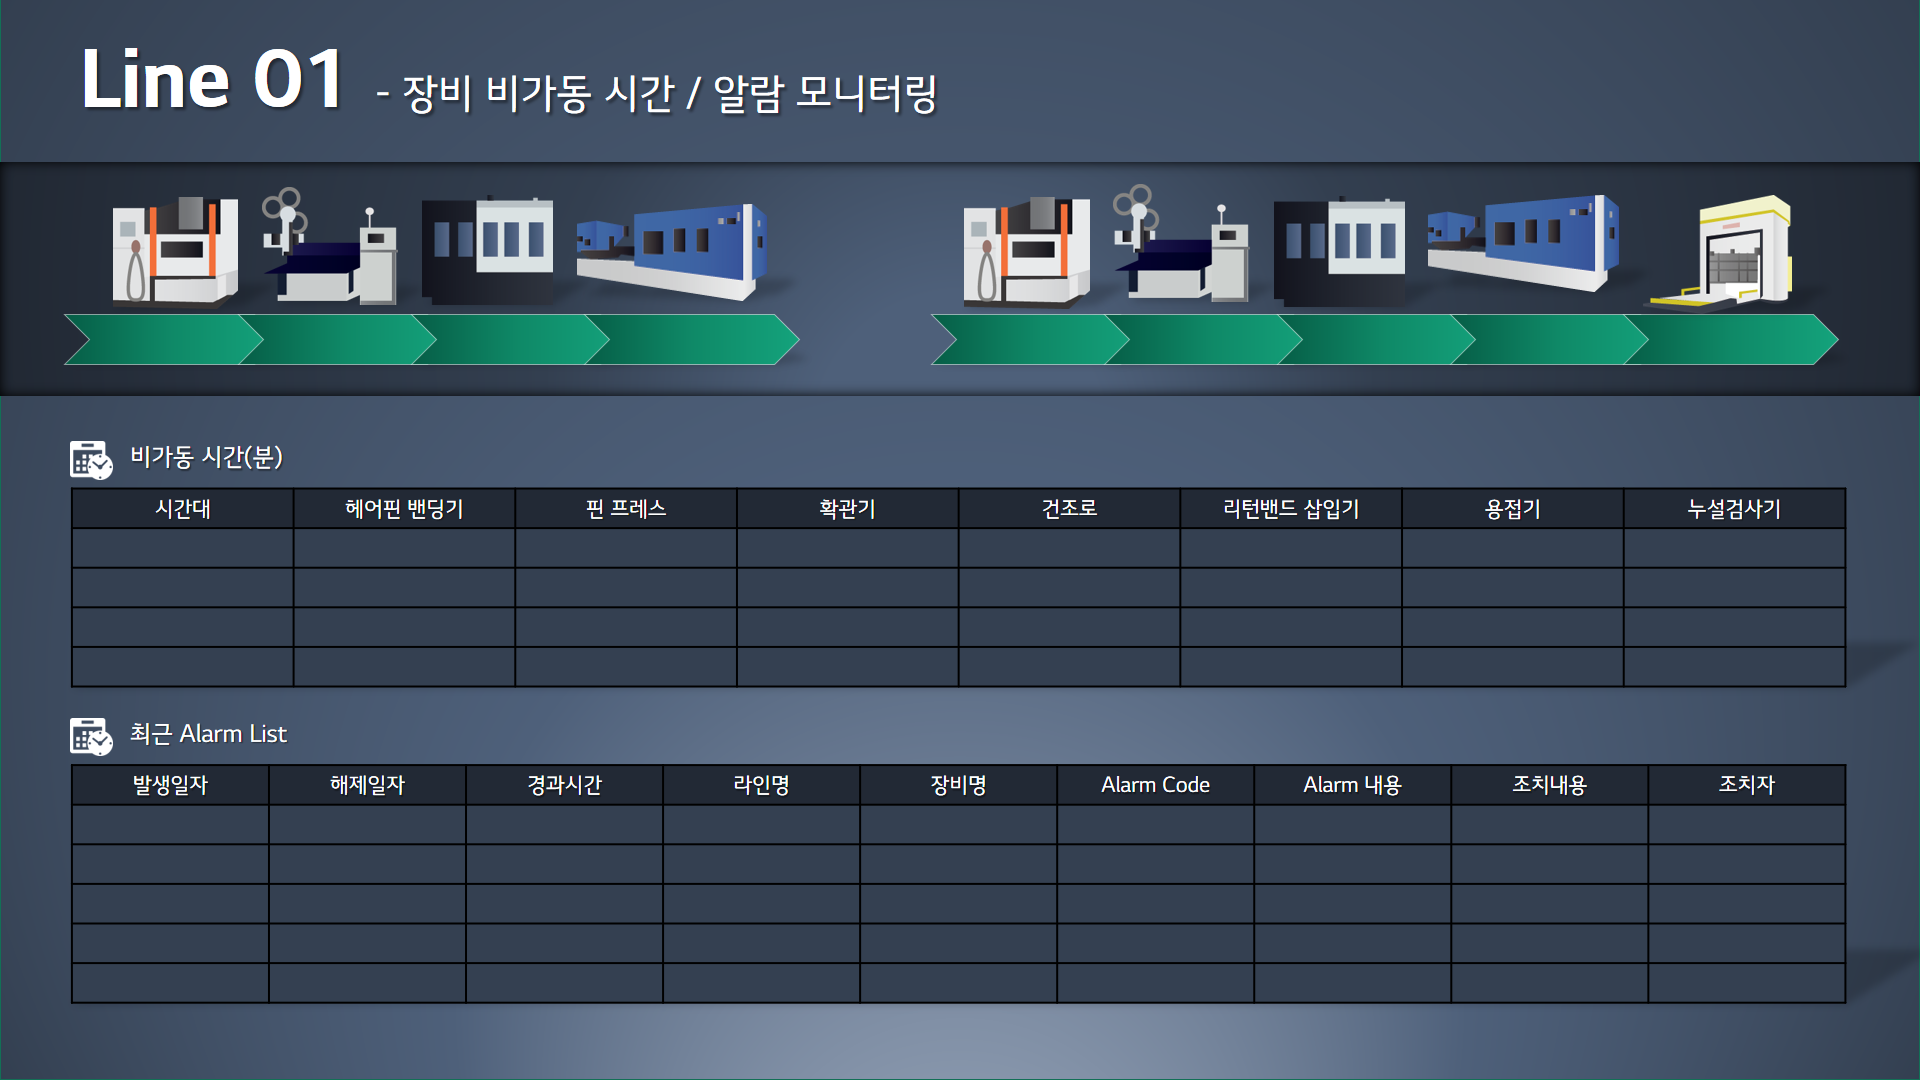 Line 01 - 장비 비가동 시간 / 알람 모니터링
비가동 시간(분)
시간대 헤어핀 밴딩기 핀 프레스 확관기 건조로 리턴밴드 삽입기 용접기 누설검사기
최근 Alarm List
발생일자 해제일자 경과시간 라인명 장비명 Alarm Code Alarm 내용 조치내용 조치자